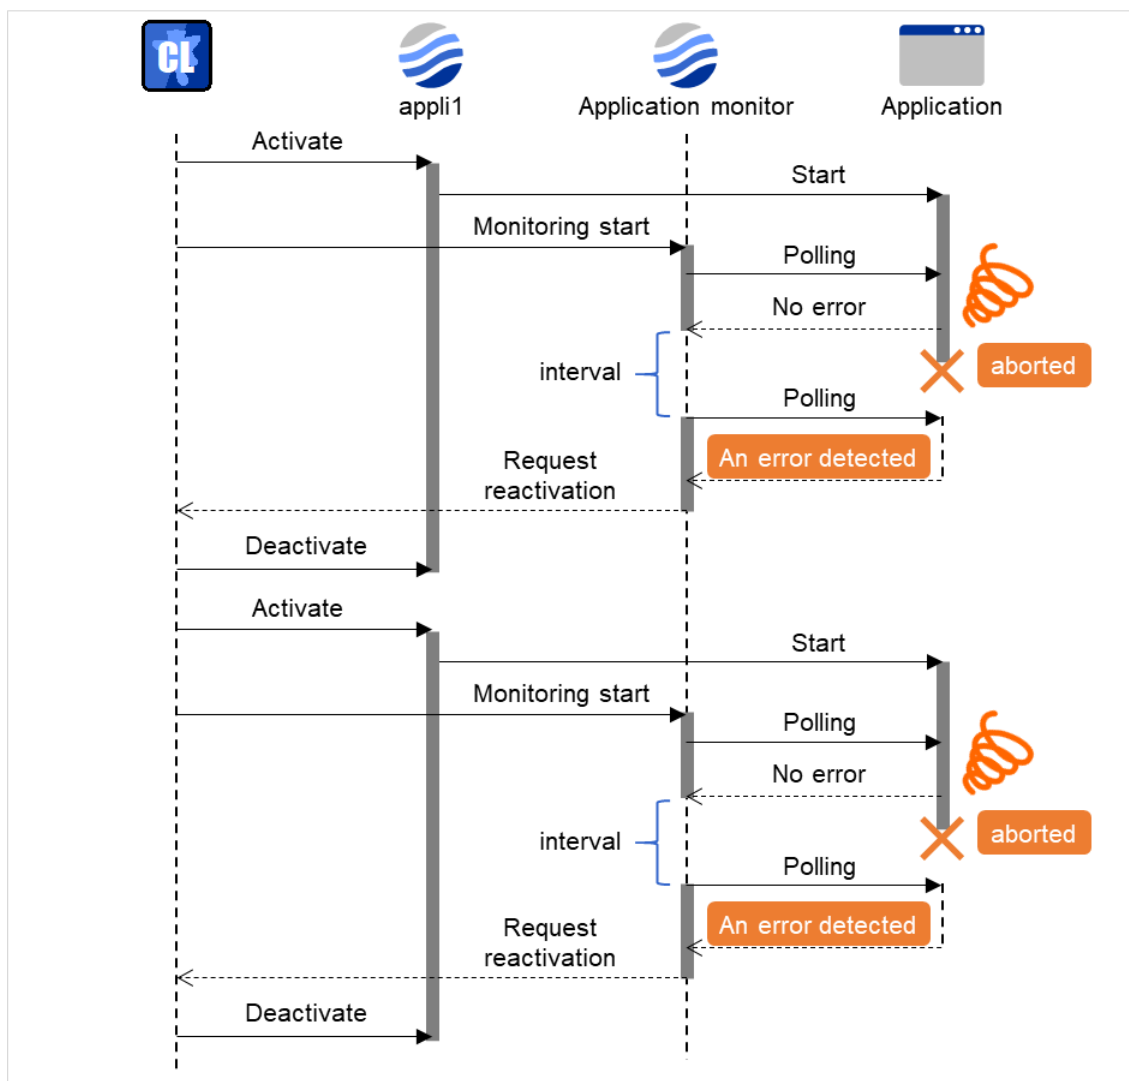 CL
appli1
Application monitor
Application
Activate
Start
Monitoring start
Polling
No error
aborted
interval
Polling
An error detected
Request
reactivation
Deactivate
Activate
Start
Monitoring start
Polling
No error
aborted
interval
Polling
An error detected
Request
reactivation
Deactivate